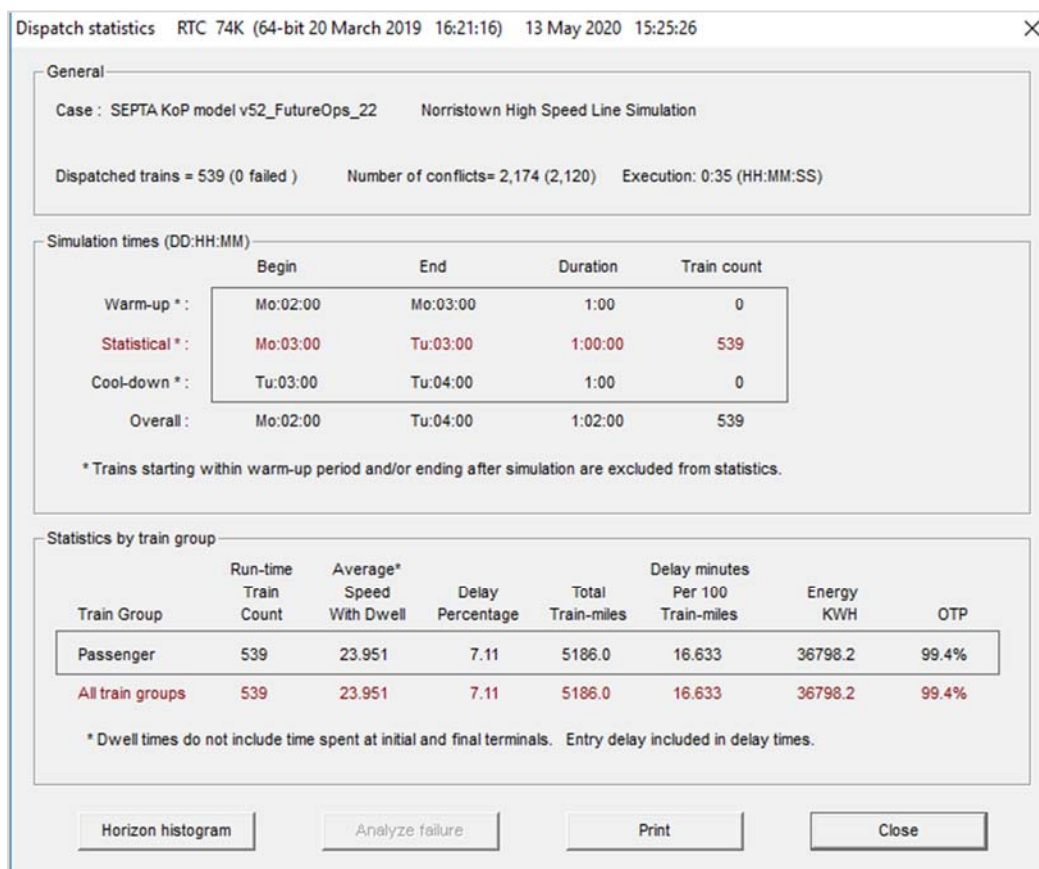 Dispatch statistics RTC 74K (64-bit 20 March 2019 16:21:16) 13 May 2020 15:25:26
General
Case : SEPTA KoP model v52_FutureOps_22 Norristown High Speed Line Simulation
Dispatched trains = 539 (0 failed ) Number of conflicts= 2,174 (2,120) Execution: 0:35 (HH:MM:SS)
Simulation times (DD:HH:MM)
Begin End Duration Train count
Warm-up * : Mo:02:00 Mo:03:00 1:00 0
Statistical * : Mo:03:00 Tu:03:00 1:00:00 539
Cool-down * : Tu:03:00 Tu:04:00 1:00 0
Overall : Mo:02:00 Tu:04:00 1:02:00 539
* Trains starting within warm-up period and/or ending after simulation are excluded from statistics.
Statistics by train group
Run-time Average* Delay minutes
Train Speed Delay Total Per 100 Energy
Train Group Count With Dwell Percentage Train-miles Train-miles KWH OTP
Passenger 539 23.951 7.11 5186.0 16.633 36798.2 99.4%
All train groups 539 23.951 7.11 5186.0 16.633 36798.2 99.4%
* Dwell times do not include time spent at initial and final terminals. Entry delay included in delay times.
Horizon histogram Analyze failure Print Close